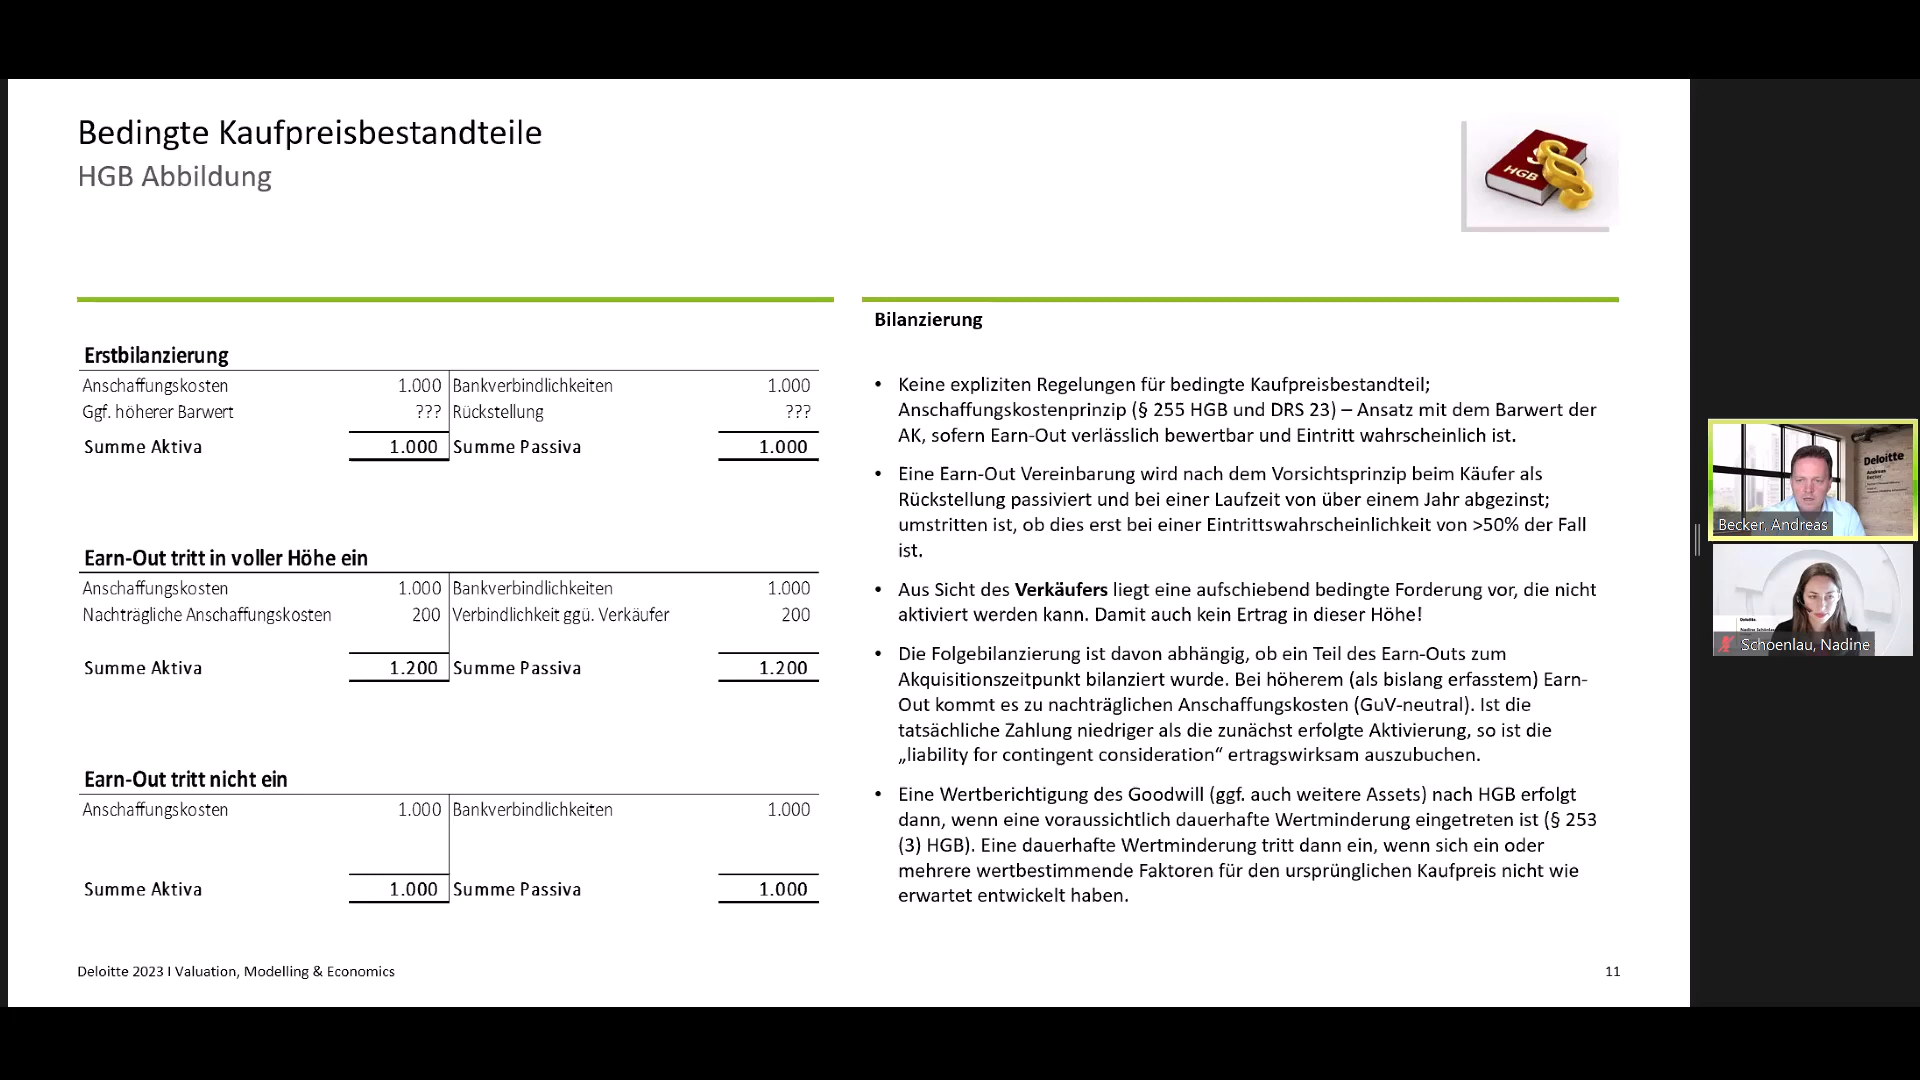 Bedingte Kaufpreisbestandteile
HGB Abbildung
HGB
Erstbilanzierung
Anschaffungskosten 1.000 Bankverbindlichkeiten 1.000
Ggf. höherer Barwert ??? Rückstellung ???
Summe Aktiva 1.000 Summe Passiva 1.000
Earn-Out tritt in voller Höhe ein
Anschaffungskosten 1.000 Bankverbindlichkeiten 1.000
Nachträgliche Anschaffungskosten 200 Verbindlichkeit ggü. Verkäufer 200
Summe Aktiva 1.200 Summe Passiva 1.200
Earn-Out tritt nicht ein
Anschaffungskosten 1.000 Bankverbindlichkeiten 1.000
Summe Aktiva 1.000 Summe Passiva 1.000
Bilanzierung
• Keine expliziten Regelungen für bedingte Kaufpreisbestandteil;
Anschaffungskostenprinzip (§ 255 HGB und DRS 23) – Ansatz mit dem Barwert der
AK, sofern Earn-Out verlässlich bewertbar und Eintritt wahrscheinlich ist.
• Eine Earn-Out Vereinbarung wird nach dem Vorsichtsprinzip beim Käufer als
Rückstellung passiviert und bei einer Laufzeit von über einem Jahr abgezinst;
umstritten ist, ob dies erst bei einer Eintrittswahrscheinlichkeit von >50% der Fall
ist.
• Aus Sicht des Verkäufers liegt eine aufschiebend bedingte Forderung vor, die nicht
aktiviert werden kann. Damit auch kein Ertrag in dieser Höhe!
• Die Folgebilanzierung ist davon abhängig, ob ein Teil des Earn-Outs zum
Akquisitionszeitpunkt bilanziert wurde. Bei höherem (als bislang erfasstem) Earn-
Out kommt es zu nachträglichen Anschaffungskosten (GuV-neutral). Ist die
tatsächliche Zahlung niedriger als die zunächst erfolgte Aktivierung, so ist die
„liability for contingent consideration“ ertragswirksam auszubuchen.
• Eine Wertberichtigung des Goodwill (ggf. auch weitere Assets) nach HGB erfolgt
dann, wenn eine voraussichtlich dauerhafte Wertminderung eingetreten ist (§ 253
(3) HGB). Eine dauerhafte Wertminderung tritt dann ein, wenn sich ein oder
mehrere wertbestimmende Faktoren für den ursprünglichen Kaufpreis nicht wie
erwartet entwickelt haben.
Deloitte 2023 I Valuation, Modelling & Economics
11
Deloitte
Andreas
Becker
Becker, Andreas
Deloitte.
Schoenlau, Nadine